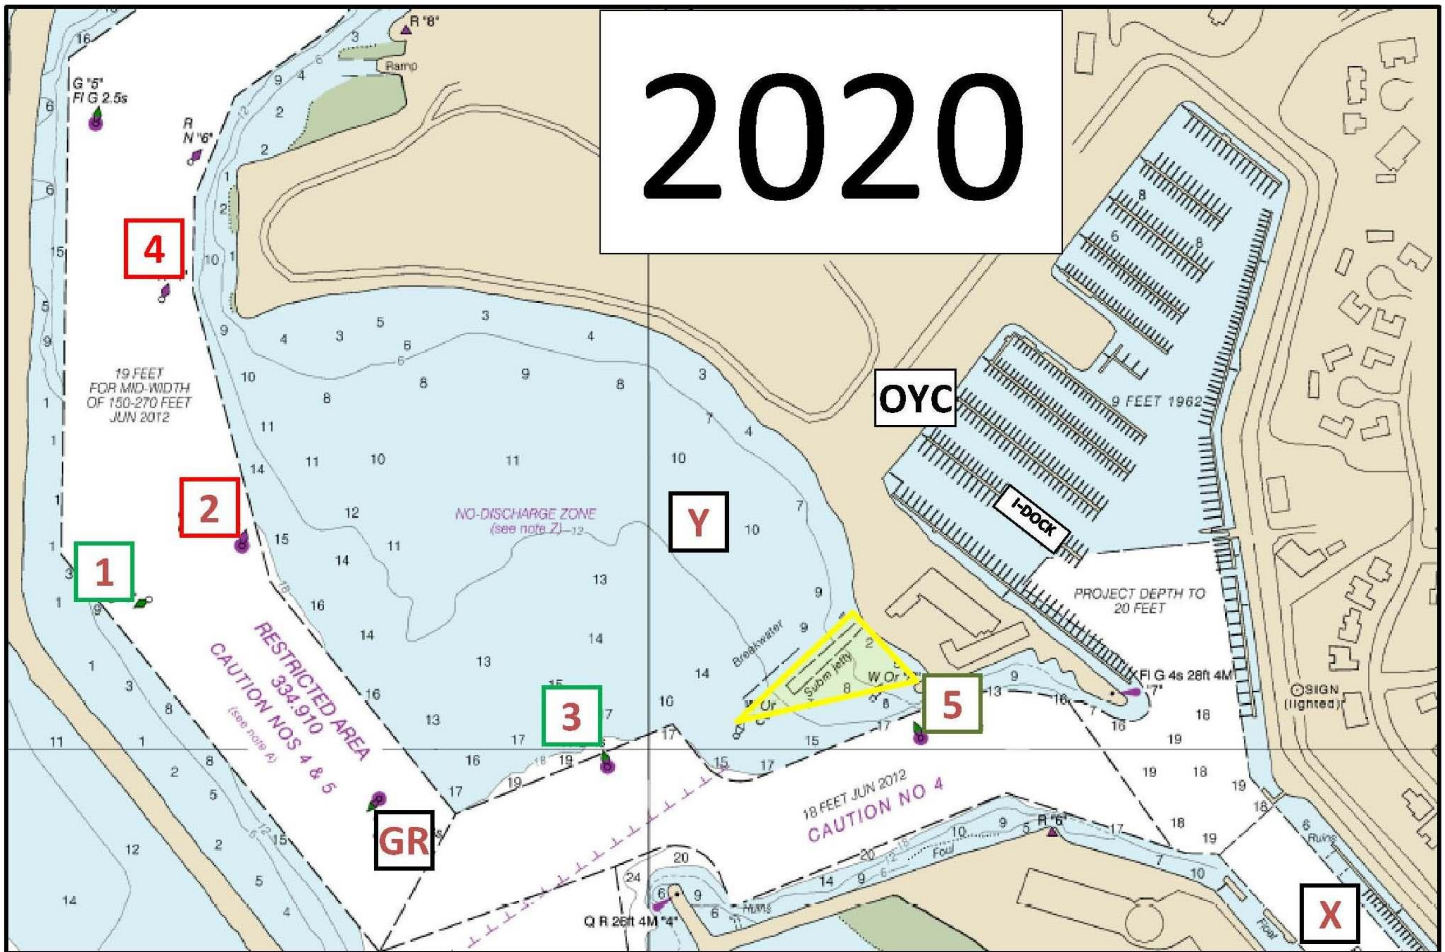 2020
R "8"
Ramp
G "5"
Fl G 2.5s
R
N "6"
4
19 FEET
FOR MID-WIDTH
OF 150-270 FEET
JUN 2012
2
1
NO-DISCHARGE ZONE
(see note Z)
12
Y
OYC
9 FEET 1962
I-DOCK
PROJECT DEPTH TO
20 FEET
Breakwater
Subm jetty
W Or
W Or
Fl G 4s 28ft 4M
"7"
SIGN
(lighted)
RESTRICTED AREA
334.910
CAUTION NOS 4 & 5
(see note A)
3
5
GR
18 FEET JUN 2012
CAUTION NO 4
R "6"
Foul
Ruins
Q R 26ft 4M "4"
Ruins
Float
X